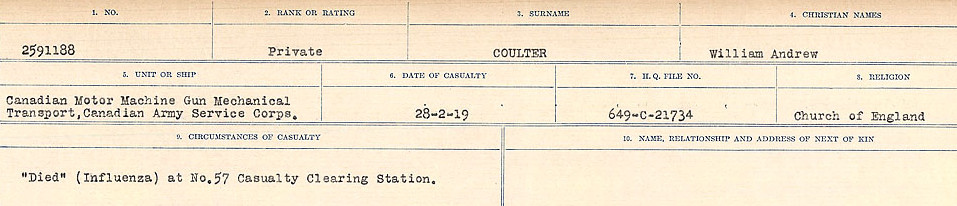 1. NO. 2. RANK OR RATING 3. SURNAME 4. CHRISTIAN NAMES
2591188 Private COULTER William Andrew
5. UNIT OR SHIP 6. DATE OF CASUALTY 7. H. Q. FILE NO. 8. RELIGION
Canadian Motor Machine Gun Mechanical
Transport,Canadian Army Service Corps. 28-2-19 649-C-21734 Church of England
9. CIRCUMSTANCES OF CASUALTY 10. NAME, RELATIONSHIP AND ADDRESS OF NEXT OF KIN
"Died" (Influenza) at No.57 Casualty Clearing Station.